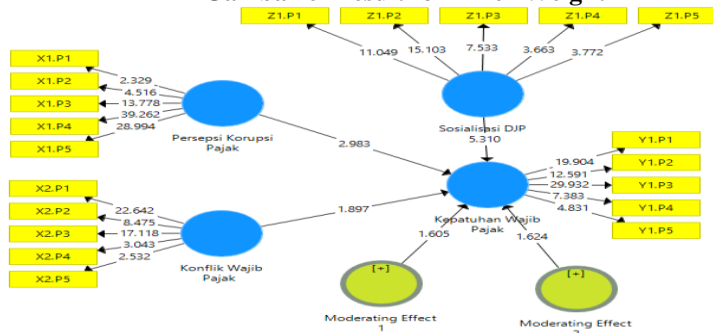 Z1.P1
Z1.P2
Z1.P3
Z1.P4
Z1.P5
11.049
15.103
7.533
3.663
3.772
X1.P1
X1.P2
X1.P3
X1.P4
X1.P5
2.329
4.516
13.778
39.262
28.994
Persepsi Korupsi
Pajak
Sosialisasi DJP
2.983
5.310
X2.P1
X2.P2
X2.P3
X2.P4
X2.P5
22.642
8.475
17.118
3.043
2.532
Konflik Wajib
Pajak
1.897
Kepatuhan Wajib
Pajak
19.904
12.591
29.932
7.383
4.831
Y1.P1
Y1.P2
Y1.P3
Y1.P4
Y1.P5
1.605
1.624
[+]
[+]
Moderating Effect
1
Moderating Effect